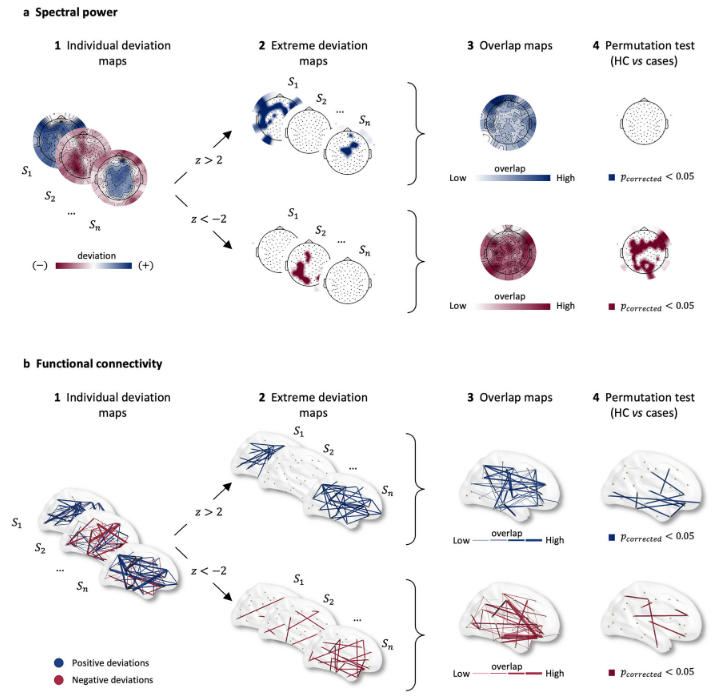 a Spectral power
1 Individual deviation
maps
2 Extreme deviation
maps
3 Overlap maps
4 Permutation test
(HC vs cases)
S1
S2
...
Sn
(−)
deviation
(+)
z > 2
z < −2
S1
S2
...
Sn
S1
S2
...
Sn
overlap
Low
High
pcorrected < 0.05
overlap
Low
High
pcorrected < 0.05
b Functional connectivity
1 Individual deviation
maps
2 Extreme deviation
maps
3 Overlap maps
4 Permutation test
(HC vs cases)
S1
S2
...
Sn
z > 2
z < −2
S1
S2
...
Sn
S1
S2
...
Sn
overlap
Low
High
pcorrected < 0.05
overlap
Low
High
pcorrected < 0.05
Positive deviations
Negative deviations